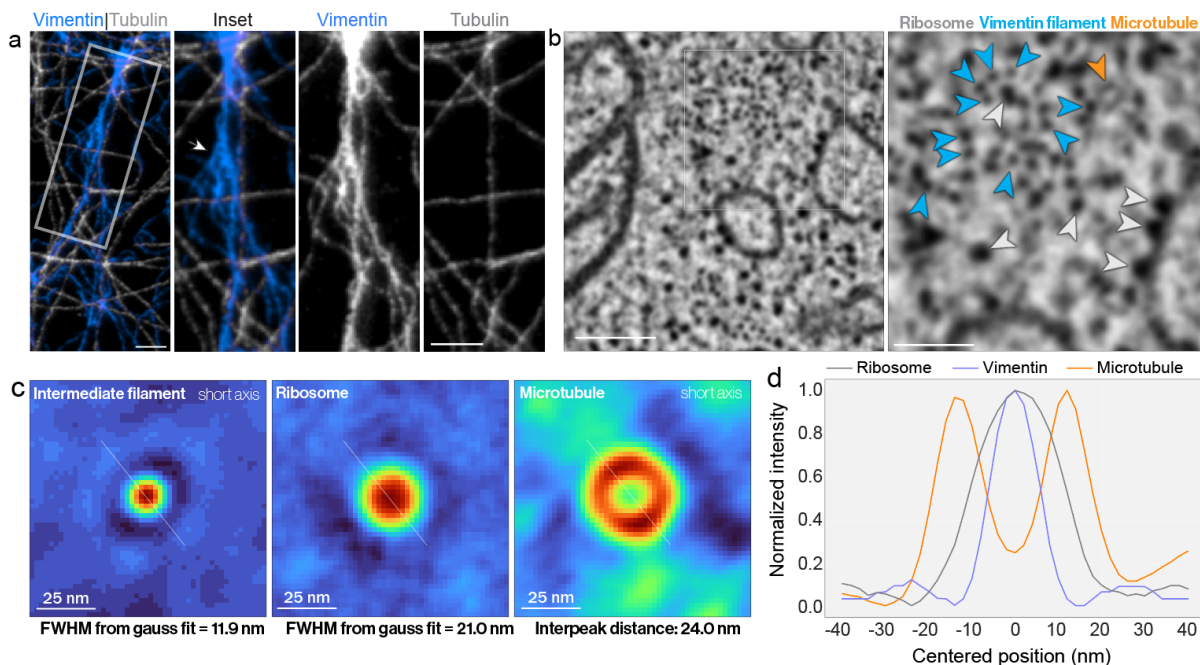 Vimentin|Tubulin Inset Vimentin Tubulin
a
b
Ribosome Vimentin filament Microtubule
c
Intermediate filament short axis
25 nm
FWHM from gauss fit = 11.9 nm
Ribosome
25 nm
FWHM from gauss fit = 21.0 nm
Microtubule short axis
25 nm
Interpeak distance: 24.0 nm
d
Ribosome Vimentin Microtubule
Normalized intensity
1.0
0.8
0.6
0.4
0.2
0.0
-40 -30 -20 -10 0 10 20 30 40
Centered position (nm)